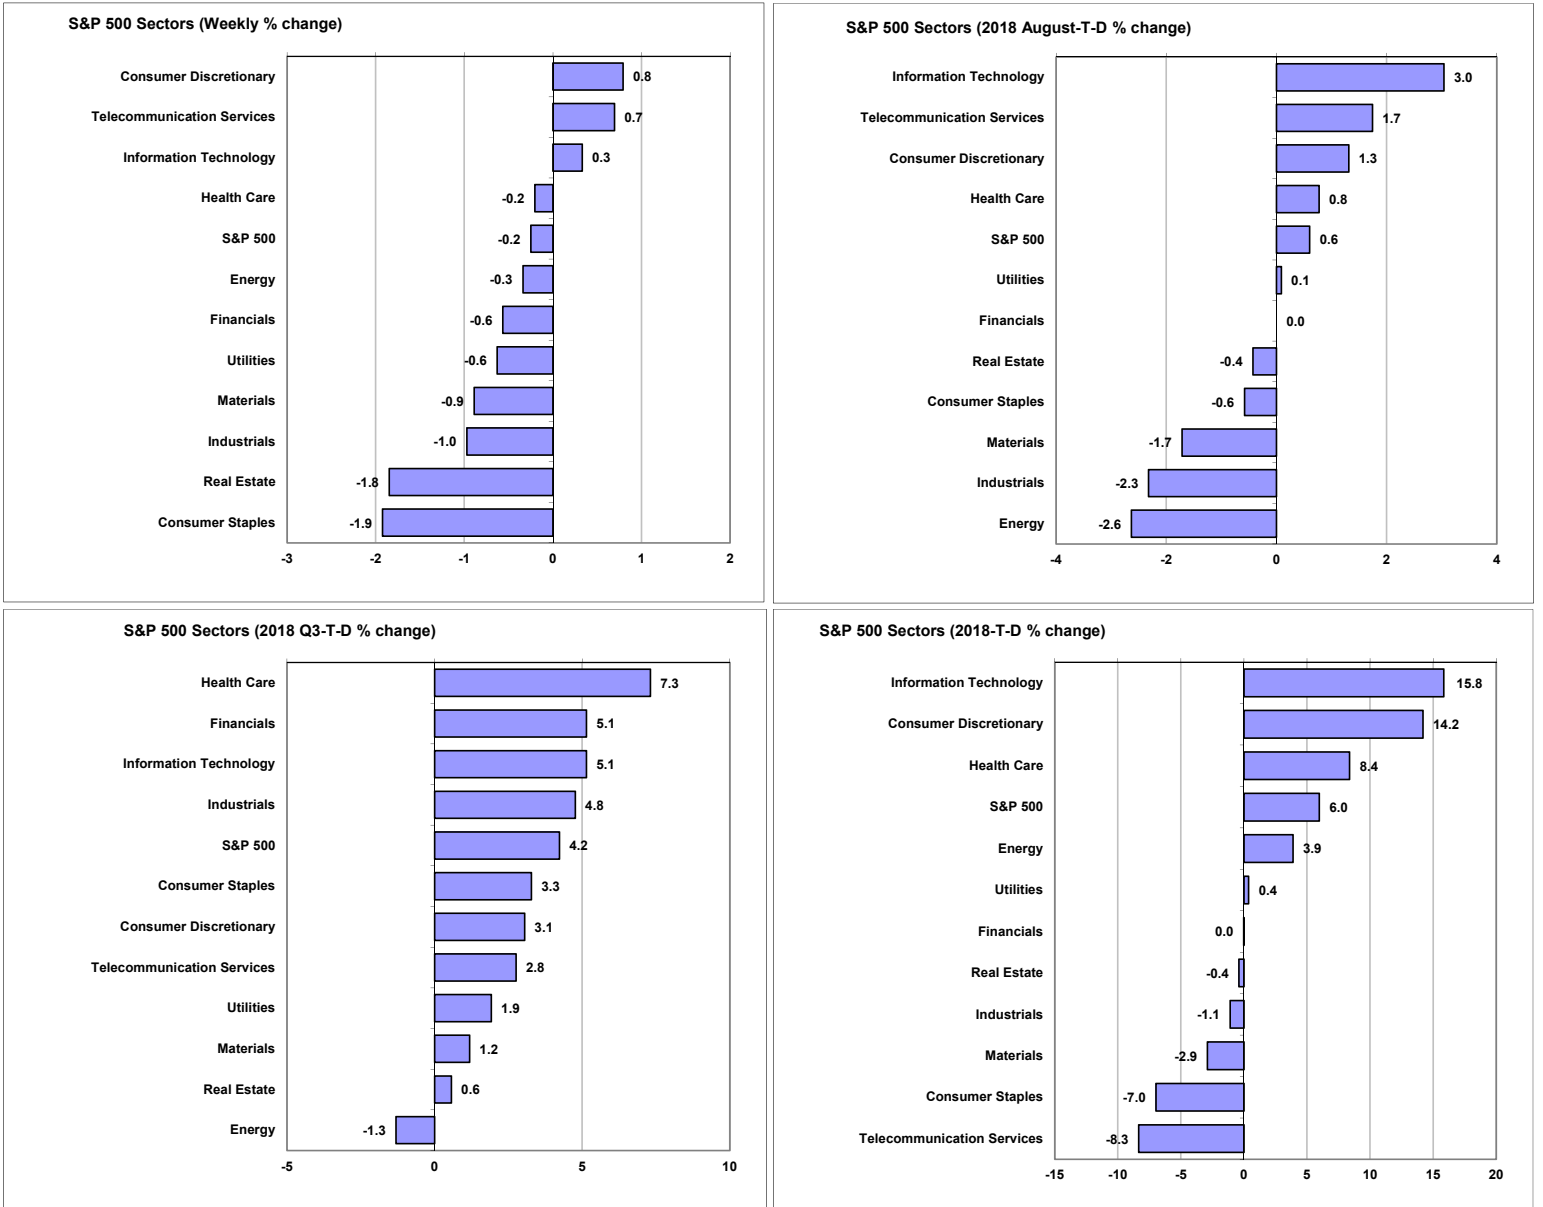 S&P 500 Sectors (Weekly % change)
Consumer Discretionary 0.8
Telecommunication Services 0.7
Information Technology 0.3
Health Care -0.2
S&P 500 -0.2
Energy -0.3
Financials -0.6
Utilities -0.6
Materials -0.9
Industrials -1.0
Real Estate -1.8
Consumer Staples -1.9
-3 -2 -1 0 1 2
S&P 500 Sectors (2018 August-T-D % change)
Information Technology 3.0
Telecommunication Services 1.7
Consumer Discretionary 1.3
Health Care 0.8
S&P 500 0.6
Utilities 0.1
Financials 0.0
Real Estate -0.4
Consumer Staples -0.6
Materials -1.7
Industrials -2.3
Energy -2.6
-4 -2 0 2 4
S&P 500 Sectors (2018 Q3-T-D % change)
Health Care 7.3
Financials 5.1
Information Technology 5.1
Industrials 4.8
S&P 500 4.2
Consumer Staples 3.3
Consumer Discretionary 3.1
Telecommunication Services 2.8
Utilities 1.9
Materials 1.2
Real Estate 0.6
Energy -1.3
-5 0 5 10
S&P 500 Sectors (2018-T-D % change)
Information Technology 15.8
Consumer Discretionary 14.2
Health Care 8.4
S&P 500 6.0
Energy 3.9
Utilities 0.4
Financials 0.0
Real Estate -0.4
Industrials -1.1
Materials -2.9
Consumer Staples -7.0
Telecommunication Services -8.3
-15 -10 -5 0 5 10 15 20